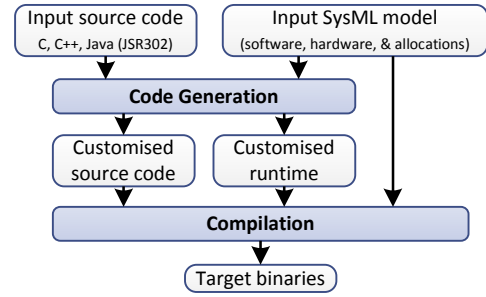 Input source code
C, C++, Java (JSR302)
Input SysML model
(software, hardware, & allocations)
Code Generation
Customised
source code
Customised
runtime
Compilation
Target binaries